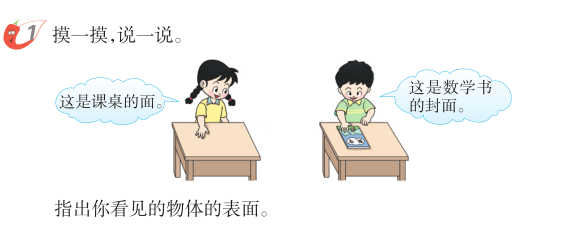 1 摸一摸,说一说。
这是课桌的面。
这是数学书
的封面。
指出你看见的物体的表面。